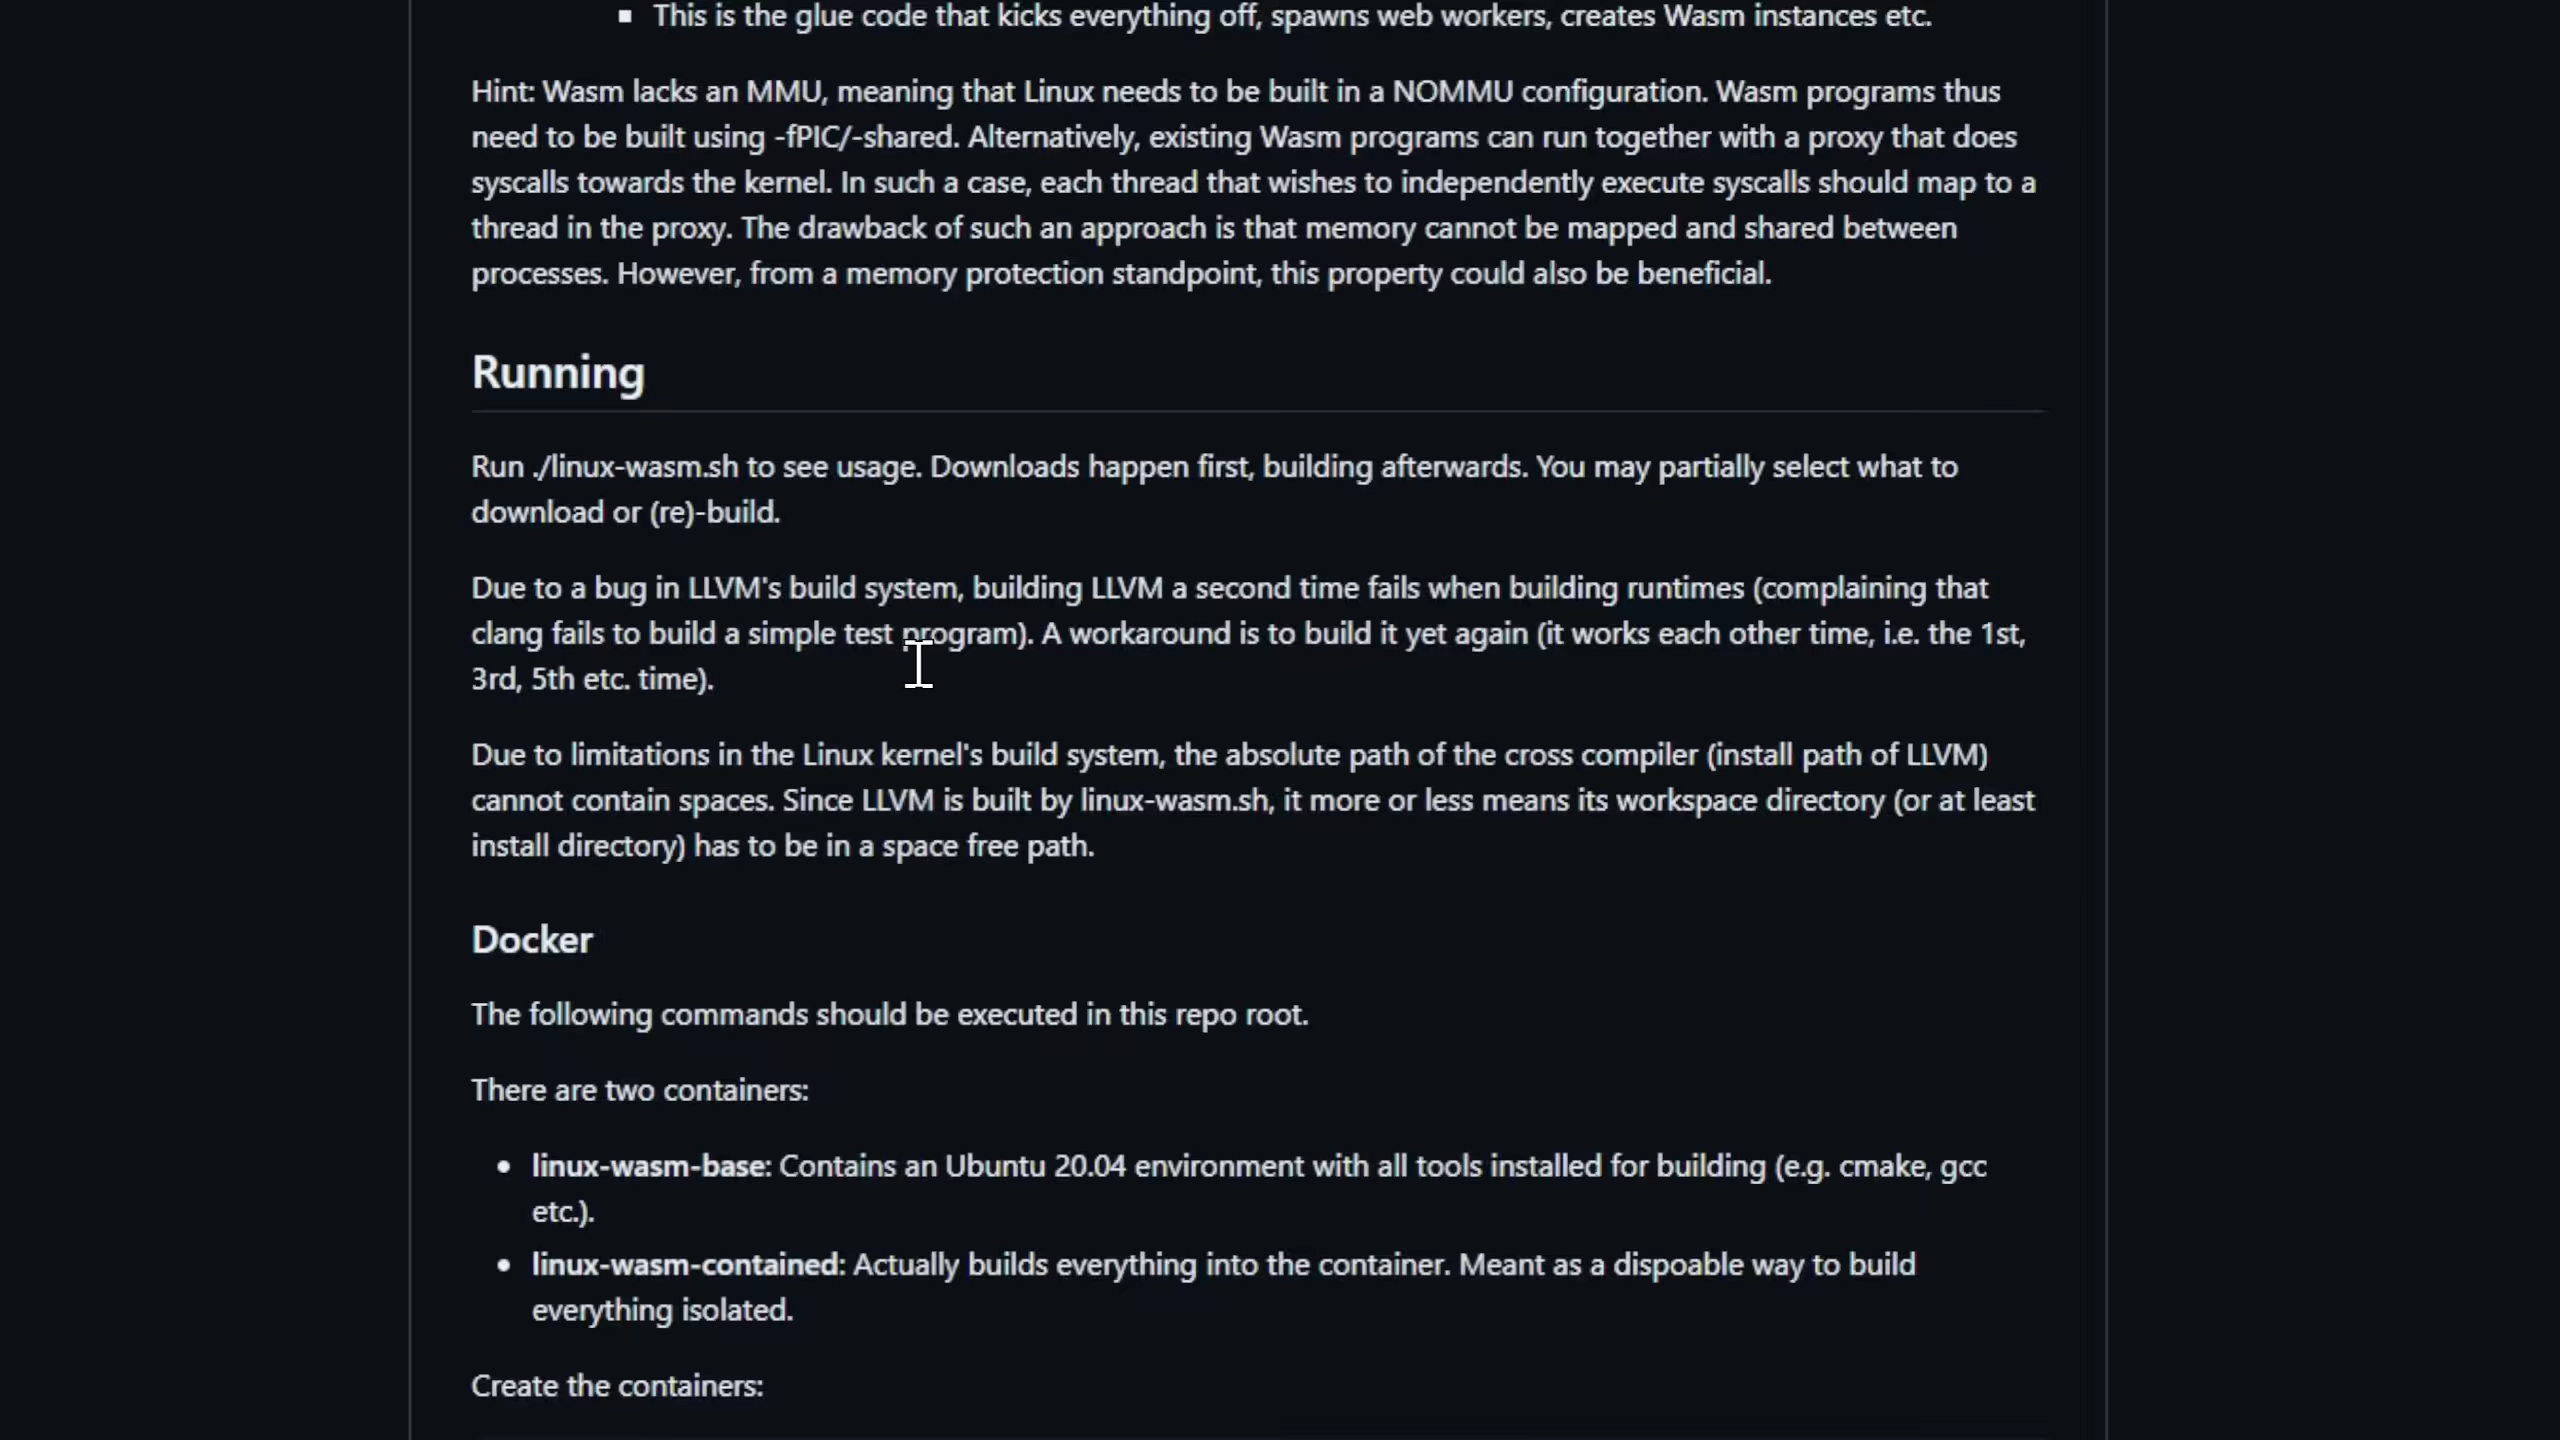 ▪ This is the glue code that kicks everything off, spawns web workers, creates Wasm instances etc.
Hint: Wasm lacks an MMU, meaning that Linux needs to be built in a NOMMU configuration. Wasm programs thus
need to be built using -fPIC/-shared. Alternatively, existing Wasm programs can run together with a proxy that does
syscalls towards the kernel. In such a case, each thread that wishes to independently execute syscalls should map to a
thread in the proxy. The drawback of such an approach is that memory cannot be mapped and shared between
processes. However, from a memory protection standpoint, this property could also be beneficial.
Running
Run ./linux-wasm.sh to see usage. Downloads happen first, building afterwards. You may partially select what to
download or (re)-build.
Due to a bug in LLVM's build system, building LLVM a second time fails when building runtimes (complaining that
clang fails to build a simple test program). A workaround is to build it yet again (it works each other time, i.e. the 1st,
3rd, 5th etc. time).
Due to limitations in the Linux kernel's build system, the absolute path of the cross compiler (install path of LLVM)
cannot contain spaces. Since LLVM is built by linux-wasm.sh, it more or less means its workspace directory (or at least
install directory) has to be in a space free path.
Docker
The following commands should be executed in this repo root.
There are two containers:
• linux-wasm-base: Contains an Ubuntu 20.04 environment with all tools installed for building (e.g. cmake, gcc
etc.).
• linux-wasm-contained: Actually builds everything into the container. Meant as a dispoable way to build
everything isolated.
Create the containers: